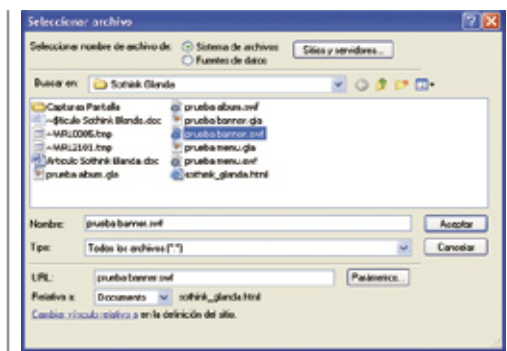 Seleccionar archivo
Seleccionar nombre de archivo de: Sistema de archivos Sitios y servidores...
Fuentes de datos
Buscar en: Sothink Glanda
Capturas Pantalla prueba album.swf
~$ticulo Sothink Glanda.doc prueba banner.gla
~WRL0005.tmp prueba banner.swf
~WRL2101.tmp prueba menu.gla
Articulo Sothink Glanda.doc prueba menu.swf
prueba album.gla sothink_glanda.html
Nombre: prueba banner.swf Aceptar
Tipo: Todos los archivos (*.*) Cancelar
URL: prueba banner.swf Parámetros...
Relativo a: Documento sothink_glanda.html
Cambiar vínculo relativo a en la definición del sitio.